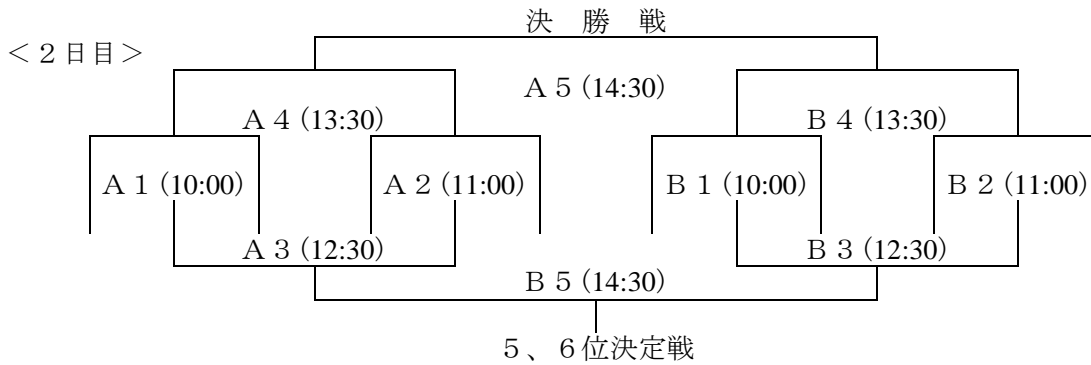 決 勝 戦
＜２日目＞
Ａ５(14:30)
Ａ４(13:30) Ｂ４(13:30)
Ａ１(10:00) Ａ２(11:00) Ｂ１(10:00) Ｂ２(11:00)
Ａ３(12:30) Ｂ３(12:30)
Ｂ５(14:30)
５、６位決定戦